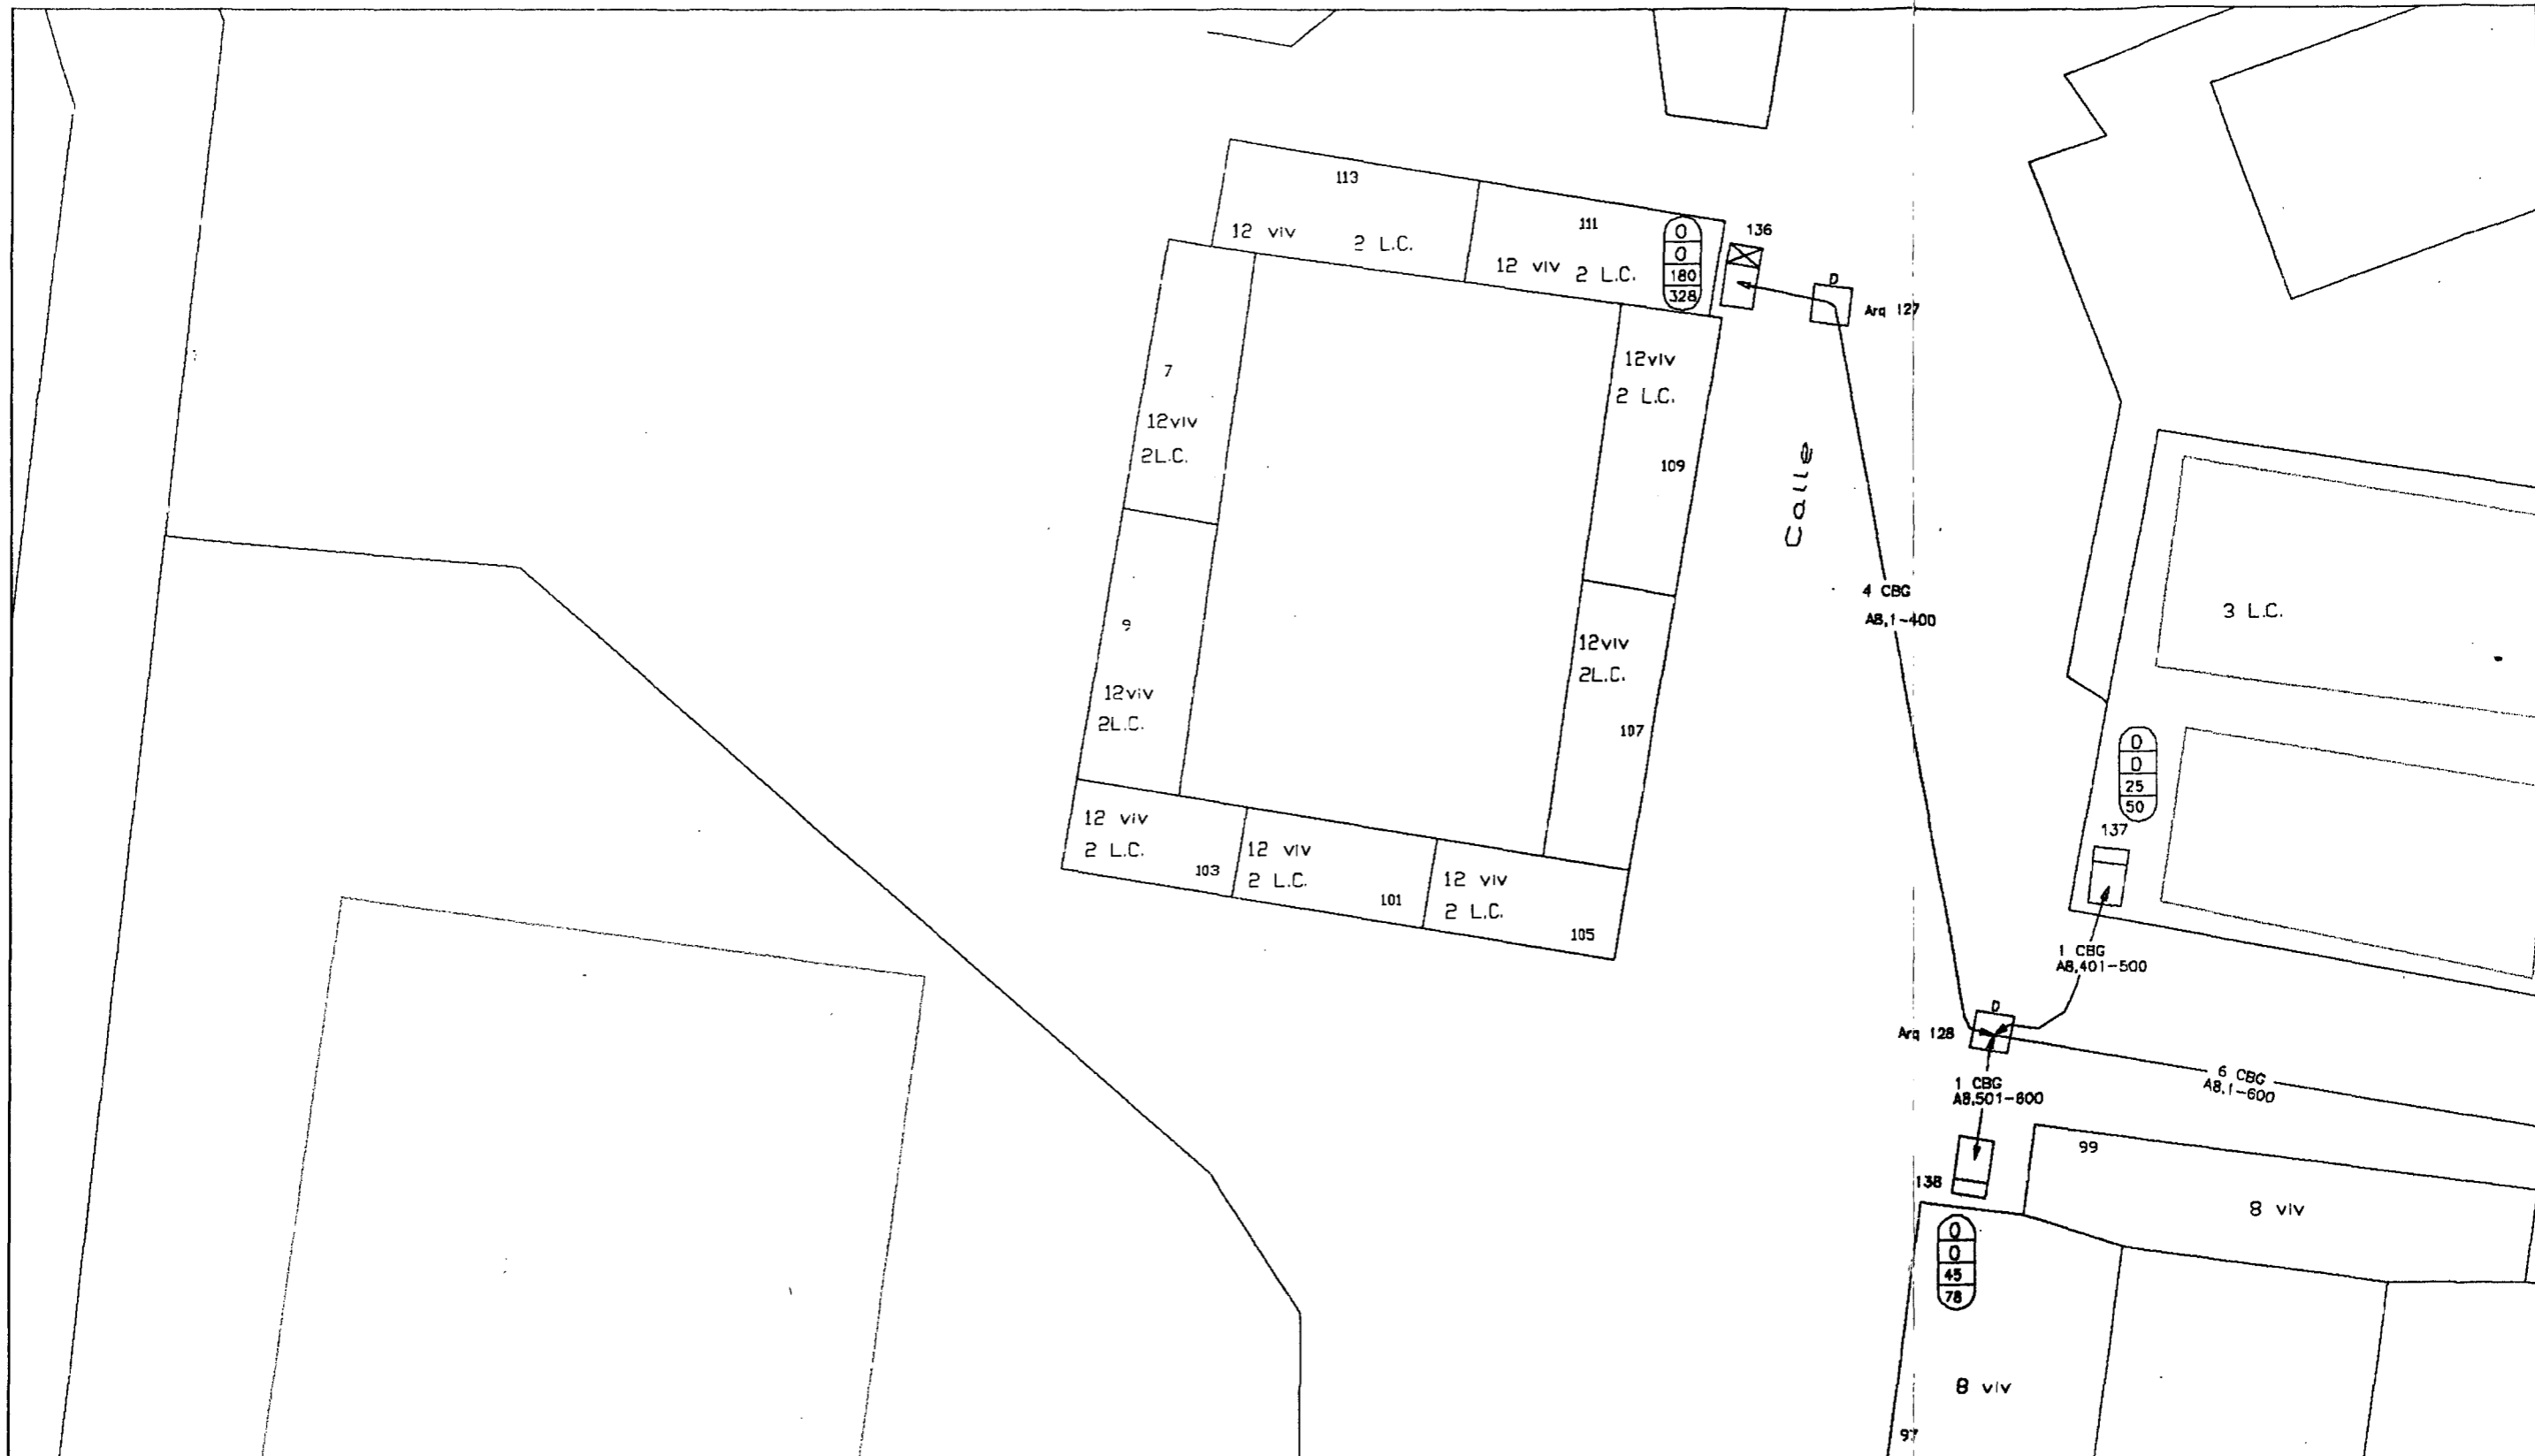 113
12 viv
2 L.C.
111
12 viv
2 L.C.
0
0
180
328
136
D
Arq 127
7
12viv
2L.C.
12viv
2 L.C.
109
Calle
4 CBG
A8,1-400
3 L.C.
9
12viv
2L.C.
12viv
2L.C.
107
0
0
25
50
137
12 viv
2 L.C.
103
12 viv
2 L.C.
101
12 viv
2 L.C.
105
1 CBG
A8,401-500
D
Arq 128
6 CBG
A8,1-600
1 CBG
A8,501-600
138
99
8 viv
0
0
45
78
8 viv
97